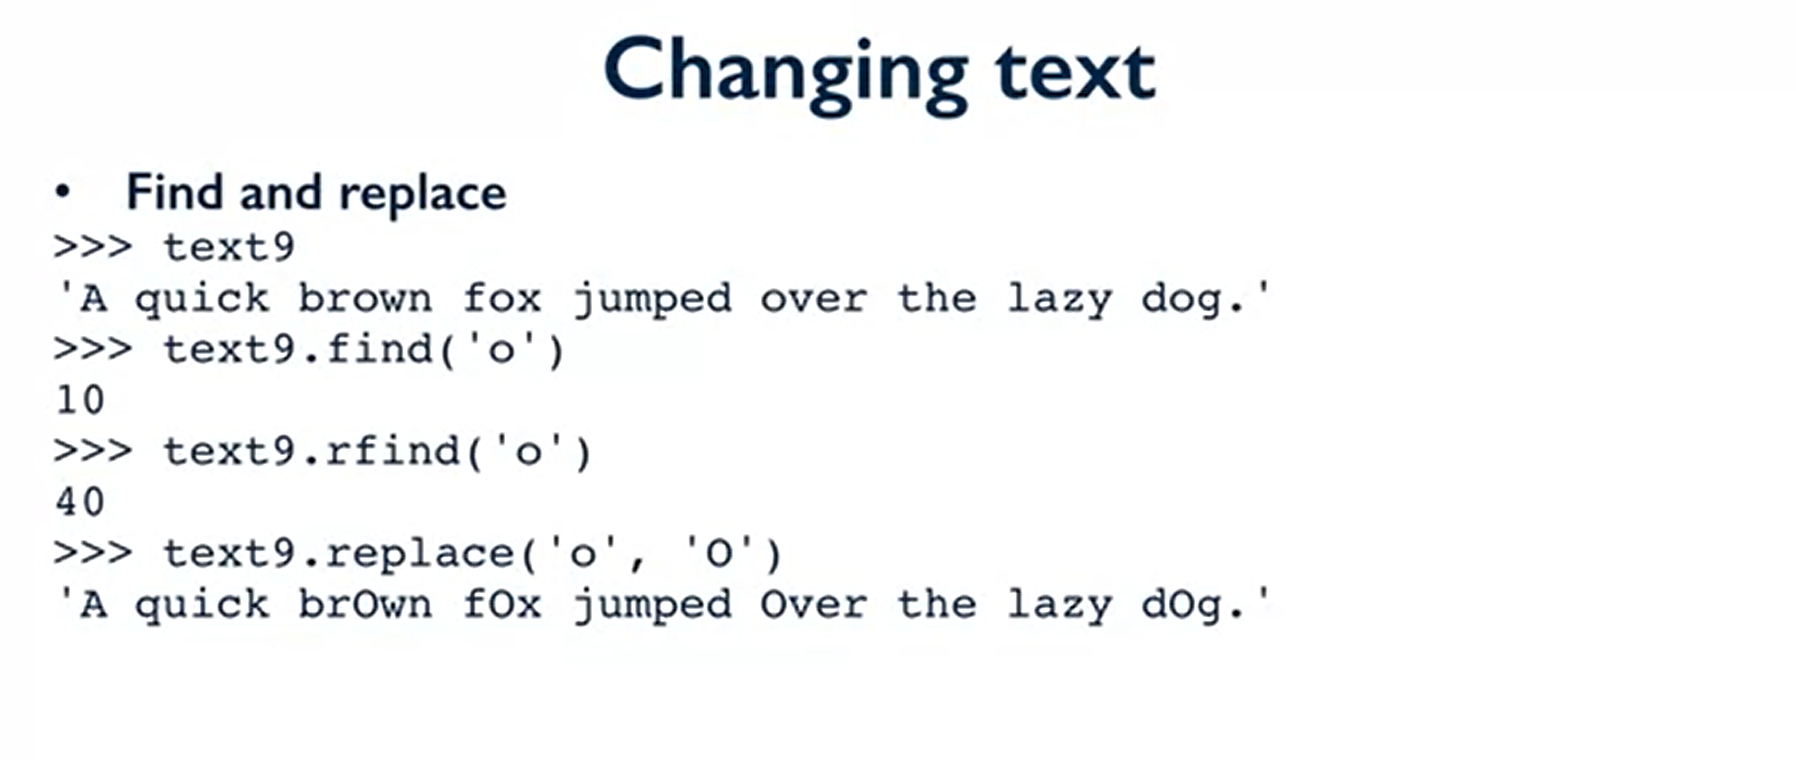 Changing text
• Find and replace
>>> text9
'A quick brown fox jumped over the lazy dog.'
>>> text9.find('o')
10
>>> text9.rfind('o')
40
>>> text9.replace('o', 'O')
'A quick brOwn fOx jumped Over the lazy dOg.'